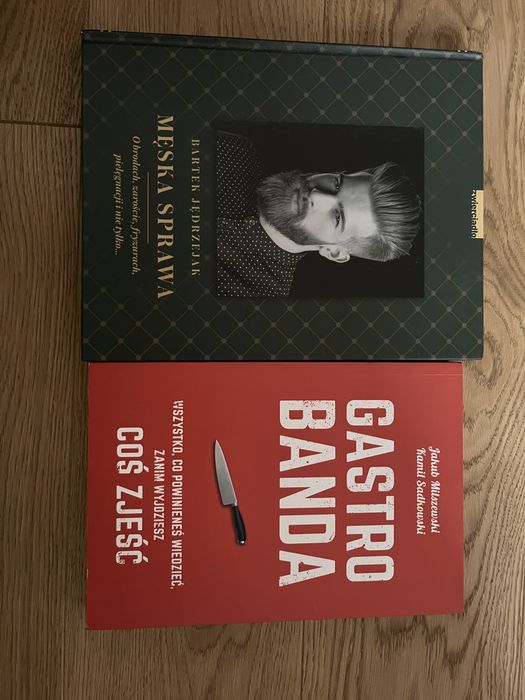 BARTEK JĘDRZEJAK
MĘSKA SPRAWA
O brodach, zaroście, fryzurach,
pielęgnacji i nie tylko...
Jakub Milszewski
Kamil Sadkowski
GASTRO
BANDA
WSZYSTKO, CO POWINIENEŚ WIEDZIEĆ,
ZANIM WYJDZIESZ
COŚ ZJEŚĆ